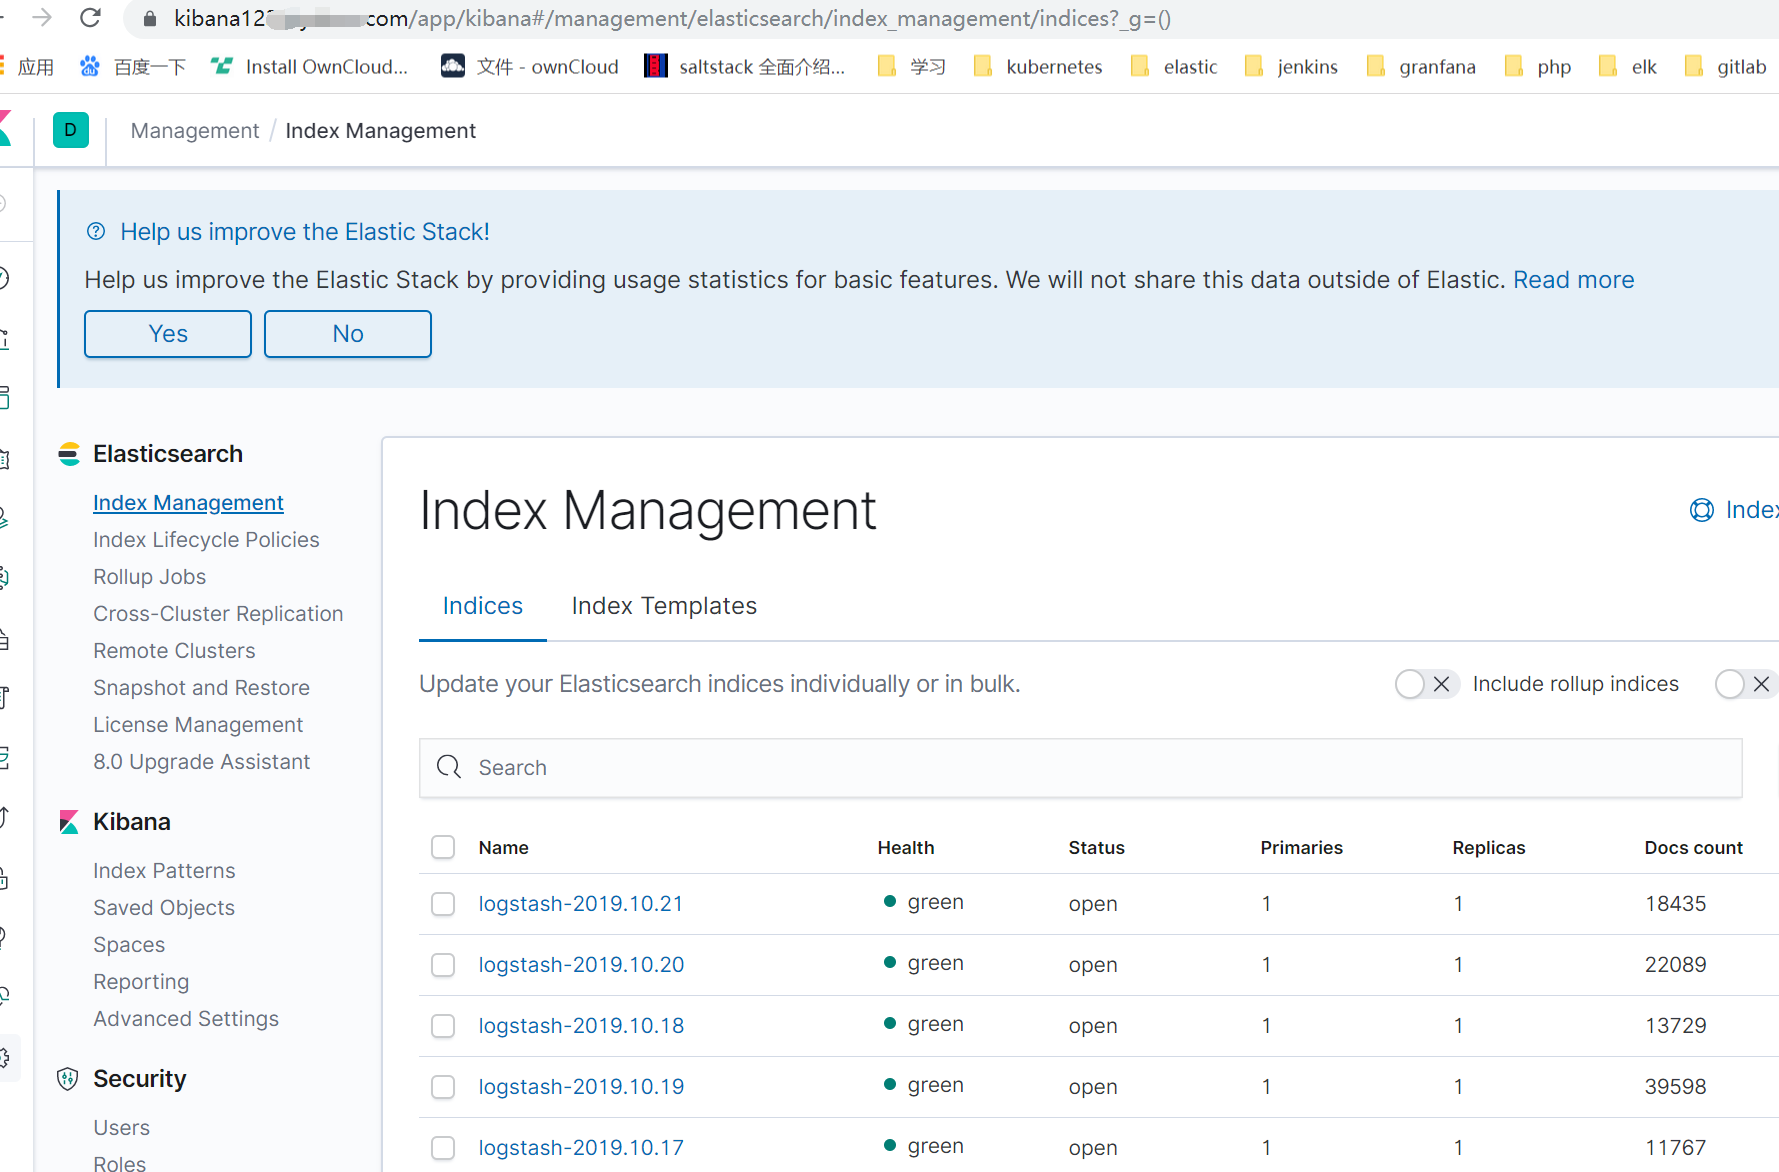 kibana12 com/app/kibana#/management/elasticsearch/index_management/indices?_g=()
应用 百度一下 Install OwnCloud... 文件 - ownCloud saltstack 全面介绍... 学习 kubernetes elastic jenkins granfana php elk gitlab
D Management / Index Management
Help us improve the Elastic Stack!
Help us improve the Elastic Stack by providing usage statistics for basic features. We will not share this data outside of Elastic. Read more
Yes No
Elasticsearch
Index Management
Index Lifecycle Policies
Rollup Jobs
Cross-Cluster Replication
Remote Clusters
Snapshot and Restore
License Management
8.0 Upgrade Assistant
Kibana
Index Patterns
Saved Objects
Spaces
Reporting
Advanced Settings
Security
Users
Roles
Index Management
Index
Indices Index Templates
Update your Elasticsearch indices individually or in bulk. Include rollup indices
Search
Name Health Status Primaries Replicas Docs count
logstash-2019.10.21 green open 1 1 18435
logstash-2019.10.20 green open 1 1 22089
logstash-2019.10.18 green open 1 1 13729
logstash-2019.10.19 green open 1 1 39598
logstash-2019.10.17 green open 1 1 11767